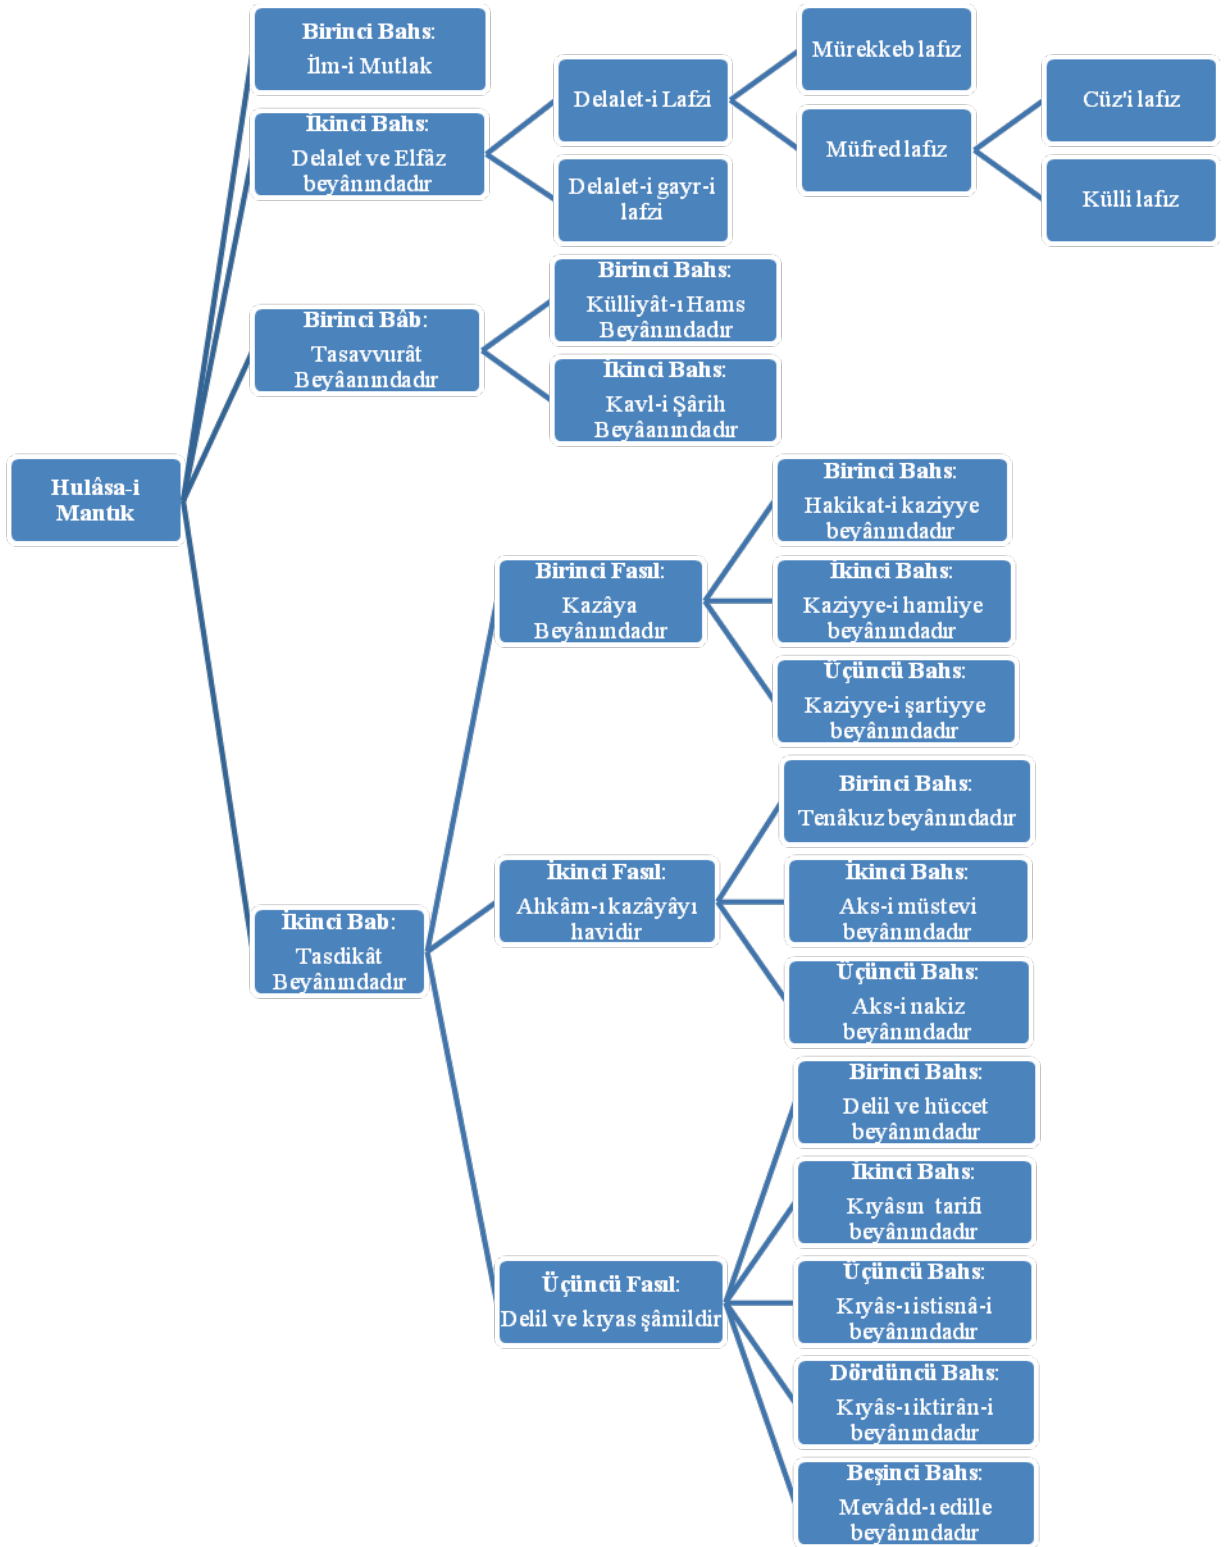 Hulâsa-i
Mantık
Birinci Bahs:
İlm-i Mutlak
İkinci Bahs:
Delalet ve Elfâz
beyânındadır
Delalet-i Lafzi
Mürekkeb lafız
Müfred lafız
Cüz'i lafız
Külli lafız
Delalet-i gayr-i
lafzi
Birinci Bâb:
Tasavvurât
Beyâanındadır
Birinci Bahs:
Külliyât-ı Hams
Beyânındadır
İkinci Bahs:
Kavl-i Şârih
Beyâanındadır
İkinci Bab:
Tasdikât
Beyânındadır
Birinci Fasıl:
Kazâya
Beyânındadır
Birinci Bahs:
Hakikat-i kaziyye
beyânındadır
İkinci Bahs:
Kaziyye-i hamliye
beyânındadır
Üçüncü Bahs:
Kaziyye-i şartiyye
beyânındadır
İkinci Fasıl:
Ahkâm-ı kazâyâyı
havidir
Birinci Bahs:
Tenâkuz beyânındadır
İkinci Bahs:
Aks-i müstevi
beyânındadır
Üçüncü Bahs:
Aks-i nakiz
beyânındadır
Üçüncü Fasıl:
Delil ve kıyas şâmildir
Birinci Bahs:
Delil ve hüccet
beyânındadır
İkinci Bahs:
Kıyâsın tarifi
beyânındadır
Üçüncü Bahs:
Kıyâs-ı istisnâ-i
beyânındadır
Dördüncü Bahs:
Kıyâs-ı iktirân-i
beyânındadır
Beşinci Bahs:
Mevâdd-ı edille
beyânındadır